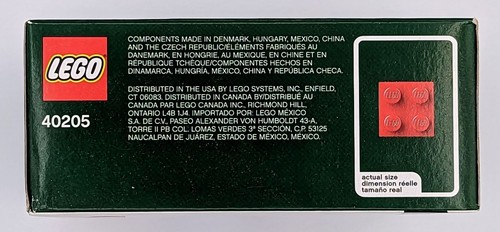 LEGO
40205
COMPONENTS MADE IN DENMARK, HUNGARY, MEXICO, CHINA
AND THE CZECH REPUBLIC/ÉLÉMENTS FABRIQUÉS AU
DANEMARK, EN HONGRIE, AU MEXIQUE, EN CHINE ET EN
RÉPUBLIQUE TCHÈQUE/COMPONENTES HECHOS EN
DINAMARCA, HUNGRÍA, MÉXICO, CHINA Y REPÚBLICA CHECA.
DISTRIBUTED IN THE USA BY LEGO SYSTEMS, INC., ENFIELD,
CT 06083. DISTRIBUTED IN CANADA BY/DISTRIBUÉ AU
CANADA PAR LEGO CANADA INC., RICHMOND HILL,
ONTARIO L4B 1J4. IMPORTADO POR: LEGO MÉXICO
S.A. DE C.V., PASEO ALEXANDER VON HUMBOLDT 43-A,
TORRE II PB COL. LOMAS VERDES 3ª SECCIÓN, C.P. 53125
NAUCALPAN DE JUÁREZ, ESTADO DE MÉXICO, MÉXICO.
actual size
dimension réelle
tamaño real